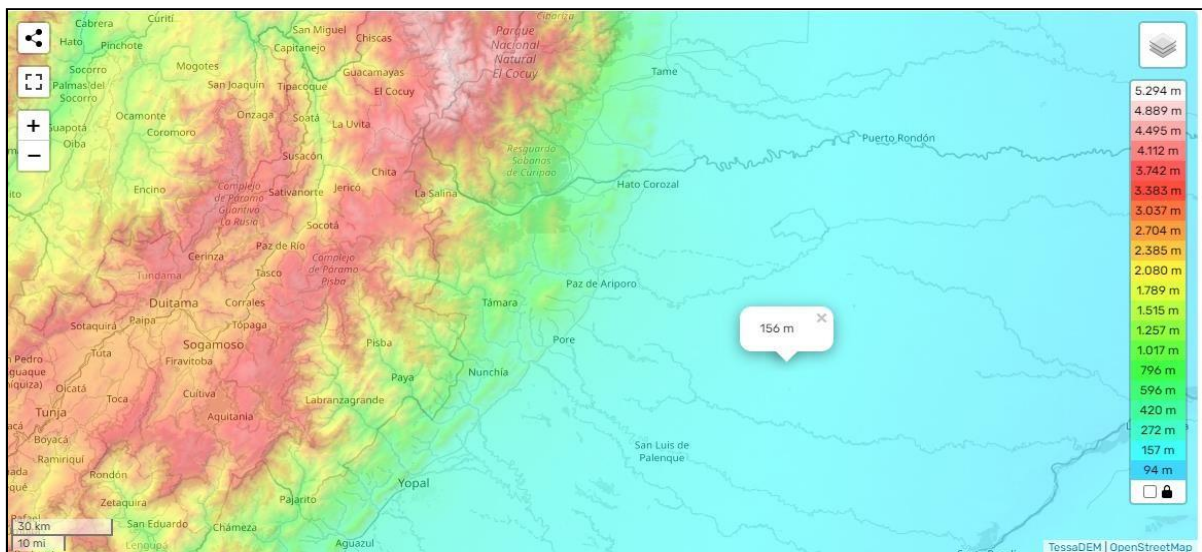 Cabrera
Curití
Hato
Pinchote
Socorro
Palmas del
Socorro
Guapotá
Oiba
Mogotes
San Joaquín
Ocamonte
Coromoro
Encino
Onzaga
San Miguel
Capitanejo
Tipacoque
Soatá
Susacón
Chiscas
Guacamayas
El Cocuy
La Uvita
Chita
Parque
Nacional
Natural
El Cocuy
Cibariza
Tame
Puerto Rondón
Resguardo
Sabanas
de Curipao
Hato Corozal
La Salina
Jericó
Sativanorte
Complejo
de Páramo
Guantiva
La Rusia
Socotá
Paz de Río
Cerinza
Tundama
Tasco
Complejo
de Páramo
Pisba
Duitama
Corrales
Sotaquirá
Paipa
Tópaga
Támara
Paz de Ariporo
156 m
×
Tuta
Sogamoso
Firavitoba
Pisba
Pore
Paya
Nunchía
Oicatá
Toca
Cuítiva
Labranzagrande
Tunja
Aquitania
Boyacá
Ramiriquí
San Luis de
Palenque
Rondón
Zetaquira
Pajarito
Yopal
San Eduardo
Chámeza
Lengupá
Aguazul
+
−
5.294 m
4.889 m
4.495 m
4.112 m
3.742 m
3.383 m
3.037 m
2.704 m
2.385 m
2.080 m
1.789 m
1.515 m
1.257 m
1.017 m
796 m
596 m
420 m
272 m
157 m
94 m
30 km
10 mi
TessaDEM | OpenStreetMap